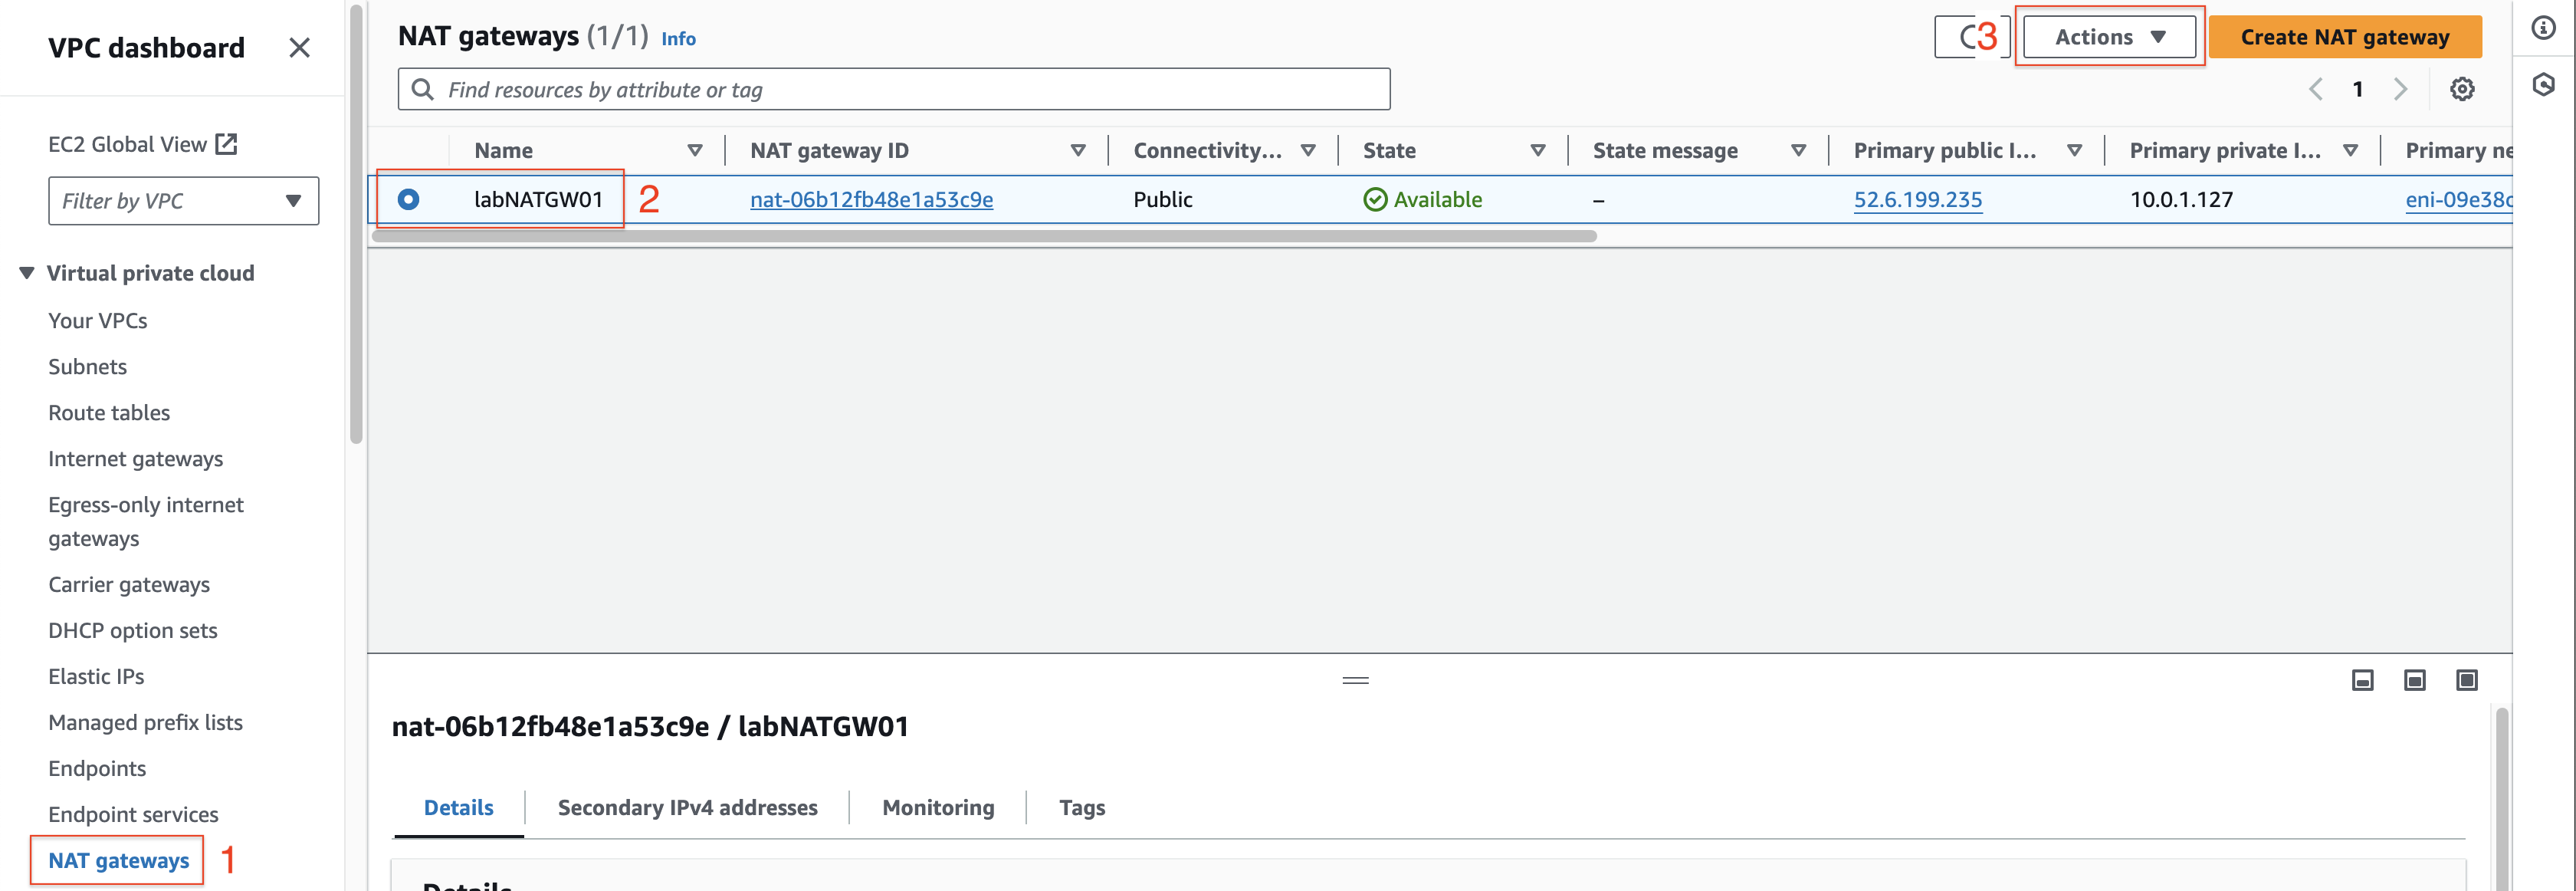 VPC dashboard
EC2 Global View
Filter by VPC
Virtual private cloud
Your VPCs
Subnets
Route tables
Internet gateways
Egress-only internet
gateways
Carrier gateways
DHCP option sets
Elastic IPs
Managed prefix lists
Endpoints
Endpoint services
NAT gateways 1
NAT gateways (1/1) Info
3 Actions Create NAT gateway
Find resources by attribute or tag
1
Name NAT gateway ID Connectivity... State State message Primary public I... Primary private I... Primary ne
labNATGW01 2 nat-06b12fb48e1a53c9e Public Available – 52.6.199.235 10.0.1.127 eni-09e38c
nat-06b12fb48e1a53c9e / labNATGW01
Details Secondary IPv4 addresses Monitoring Tags
Details